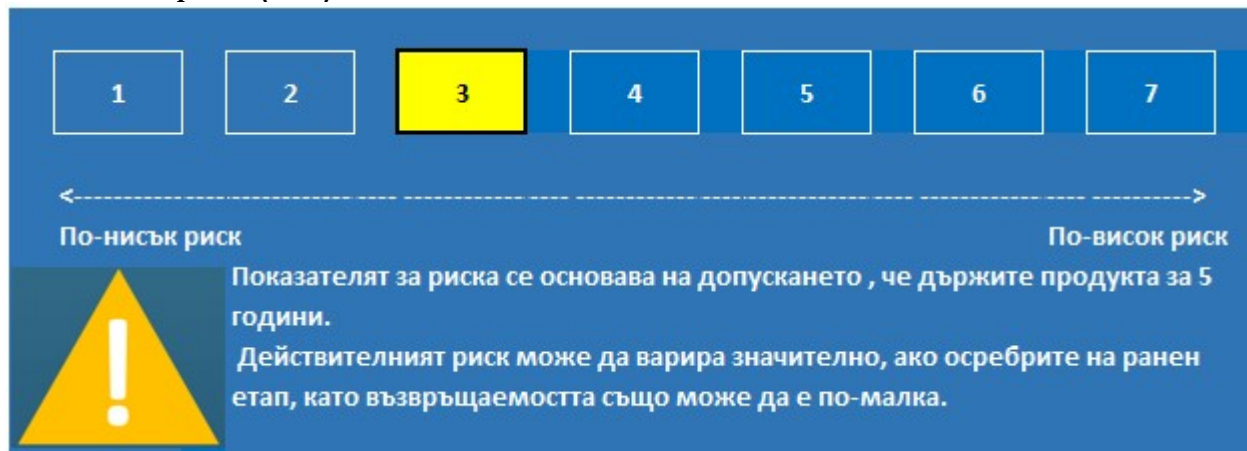 1 2 3 4 5 6 7
<---------------------------------- ----------------- ----------------------------------- ----------------- ---------->
По-нисък риск По-висок риск
Показателят за риска се основава на допускането , че държите продукта за 5
години.
Действителният риск може да варира значително, ако осребрите на ранен
етап, като възвръщаемостта също може да е по-малка.